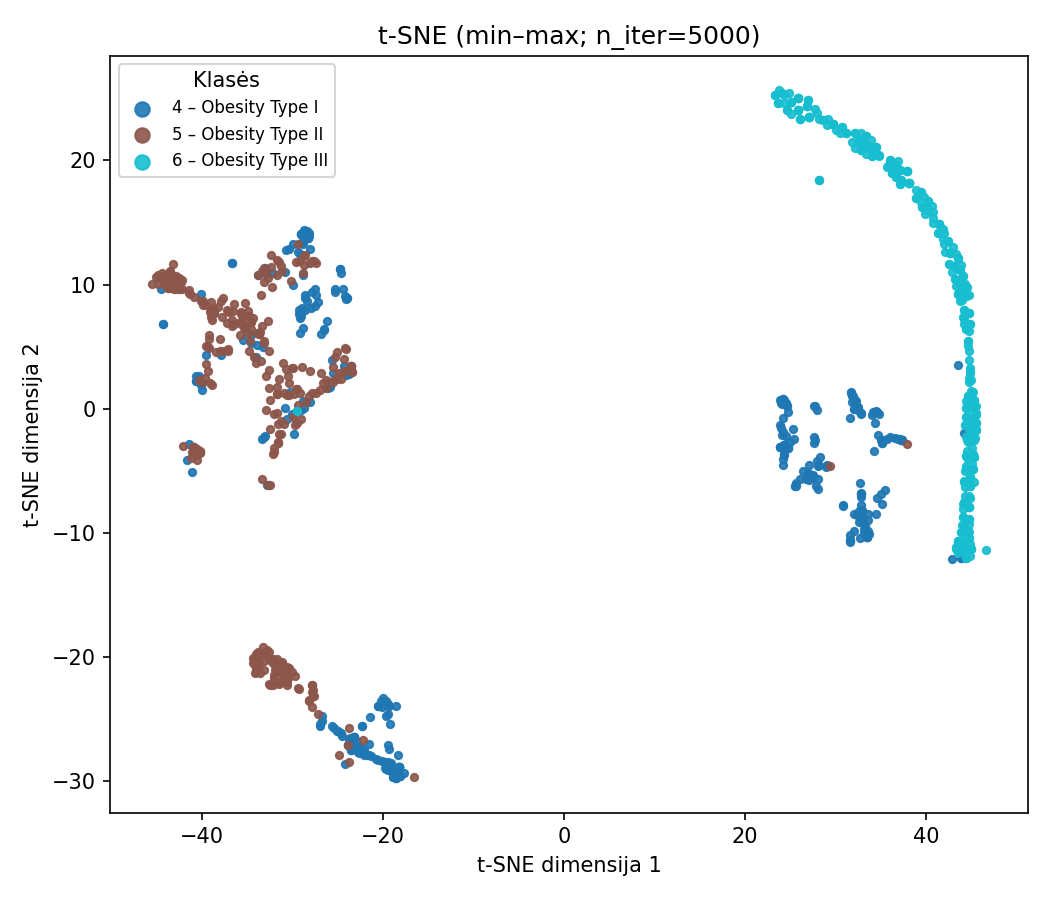 t-SNE (min–max; n_iter=5000)
Klasės
4 – Obesity Type I
5 – Obesity Type II
6 – Obesity Type III
t-SNE dimensija 2
20
10
0
−10
−20
−30
−40
−20
0
20
40
t-SNE dimensija 1